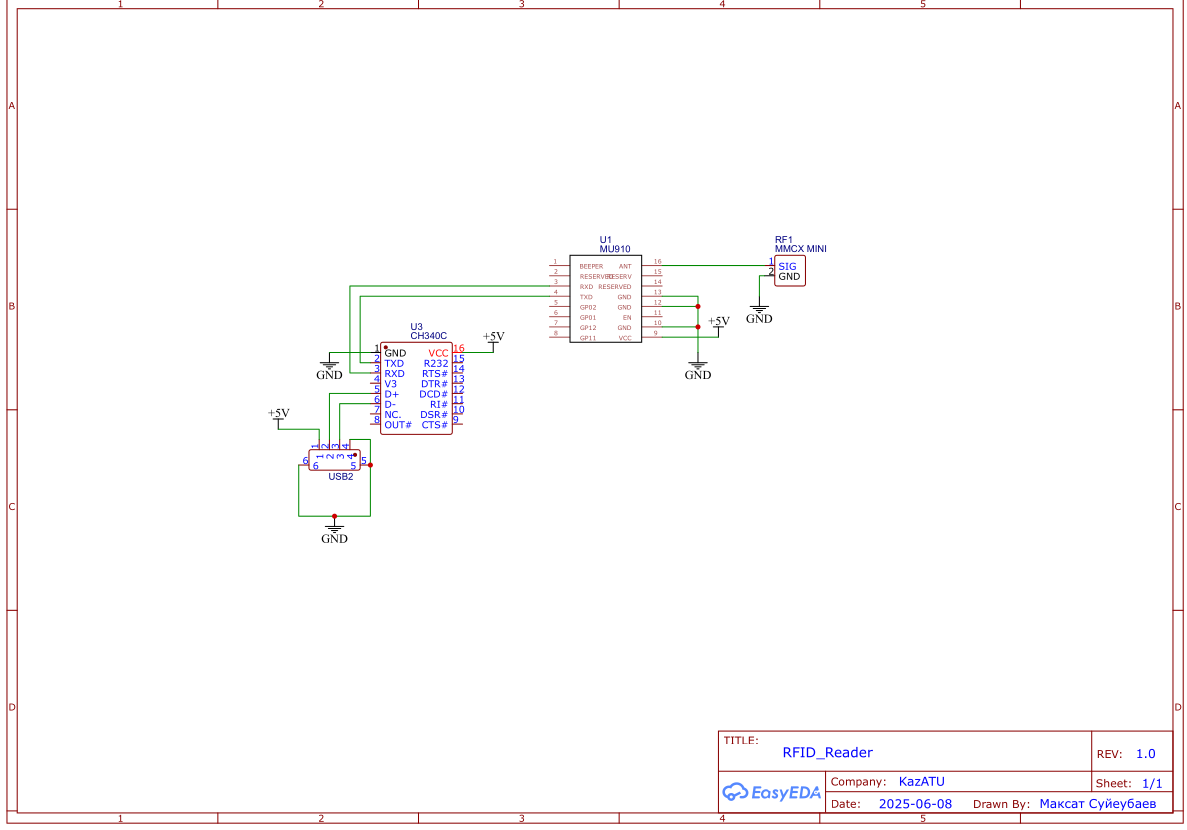 1 2 3 4 5
A A
B B
C C
D D
U1
MU910
1 BEEPER ANT 16
2 RESERVED RESERV 15
3 RXD RESERVED 14
4 TXD GND 13
5 GP02 GND 12
6 GP01 EN 11
7 GP12 GND 10
8 GP11 VCC 9
RF1
MMCX MINI
1 SIG
2 GND
GND
+5V
GND
U3
CH340C
+5V
1 GND VCC 16
2 TXD R232 15
3 RXD RTS# 14
4 V3 DTR# 13
5 D+ DCD# 12
6 D- RI# 11
7 NC. DSR# 10
8 OUT# CTS# 9
GND
+5V
1 2 3 4
1 2 3 4
6 6 5 5
USB2
GND
TITLE:
RFID_Reader
REV: 1.0
EasyEDA
Company: KazATU
Sheet: 1/1
Date: 2025-06-08 Drawn By: Максат Суйеубаев
1 2 3 4 5